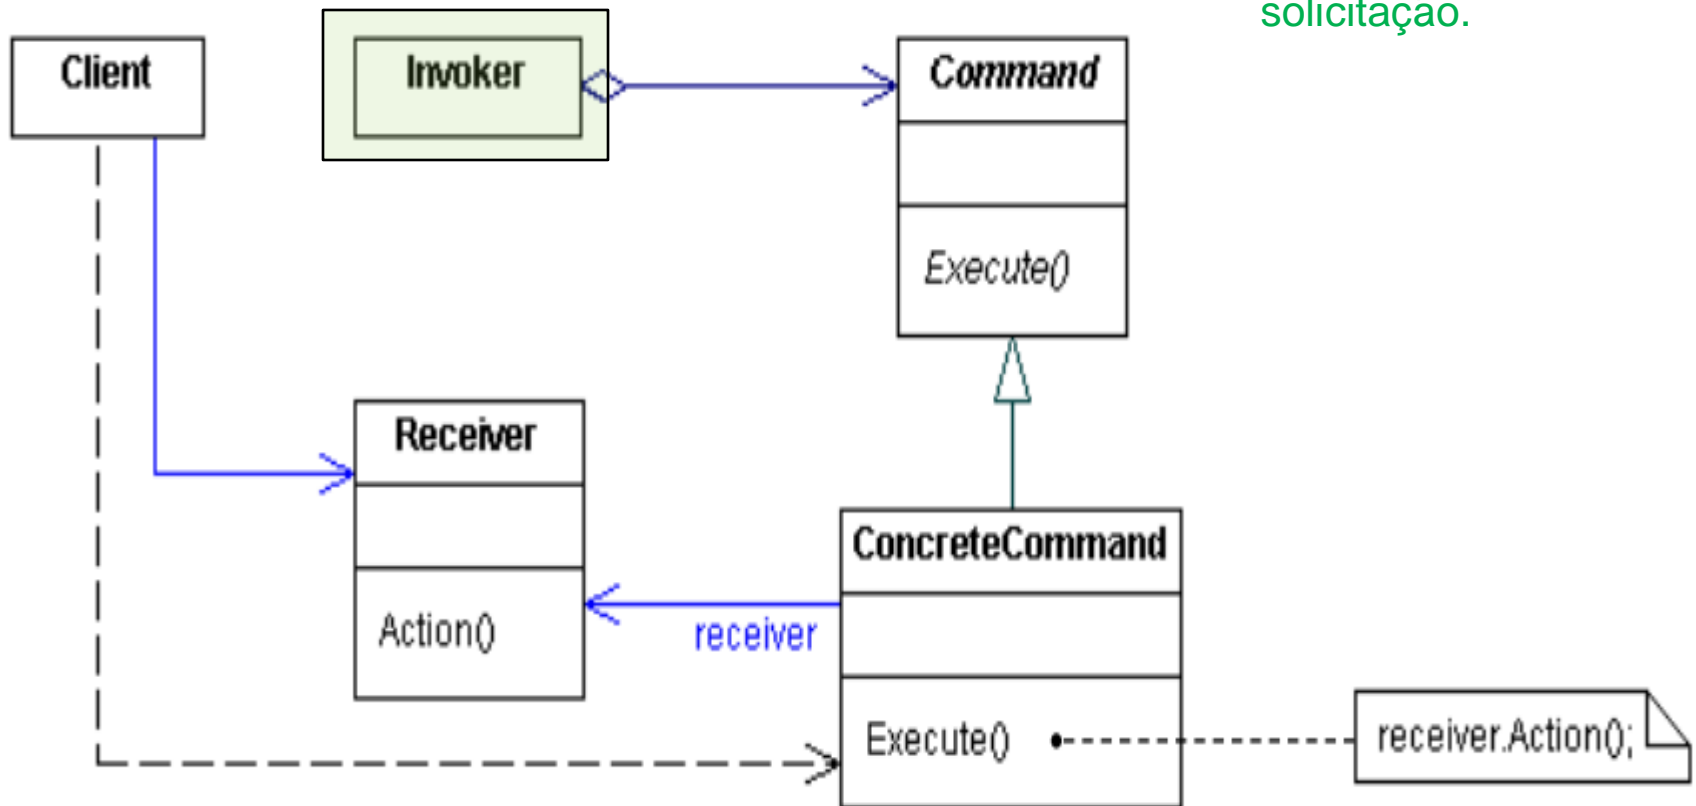 solicitação.
Client
Invoker
Command
Execute()
Receiver
Action()
receiver
ConcreteCommand
Execute()
receiver.Action();